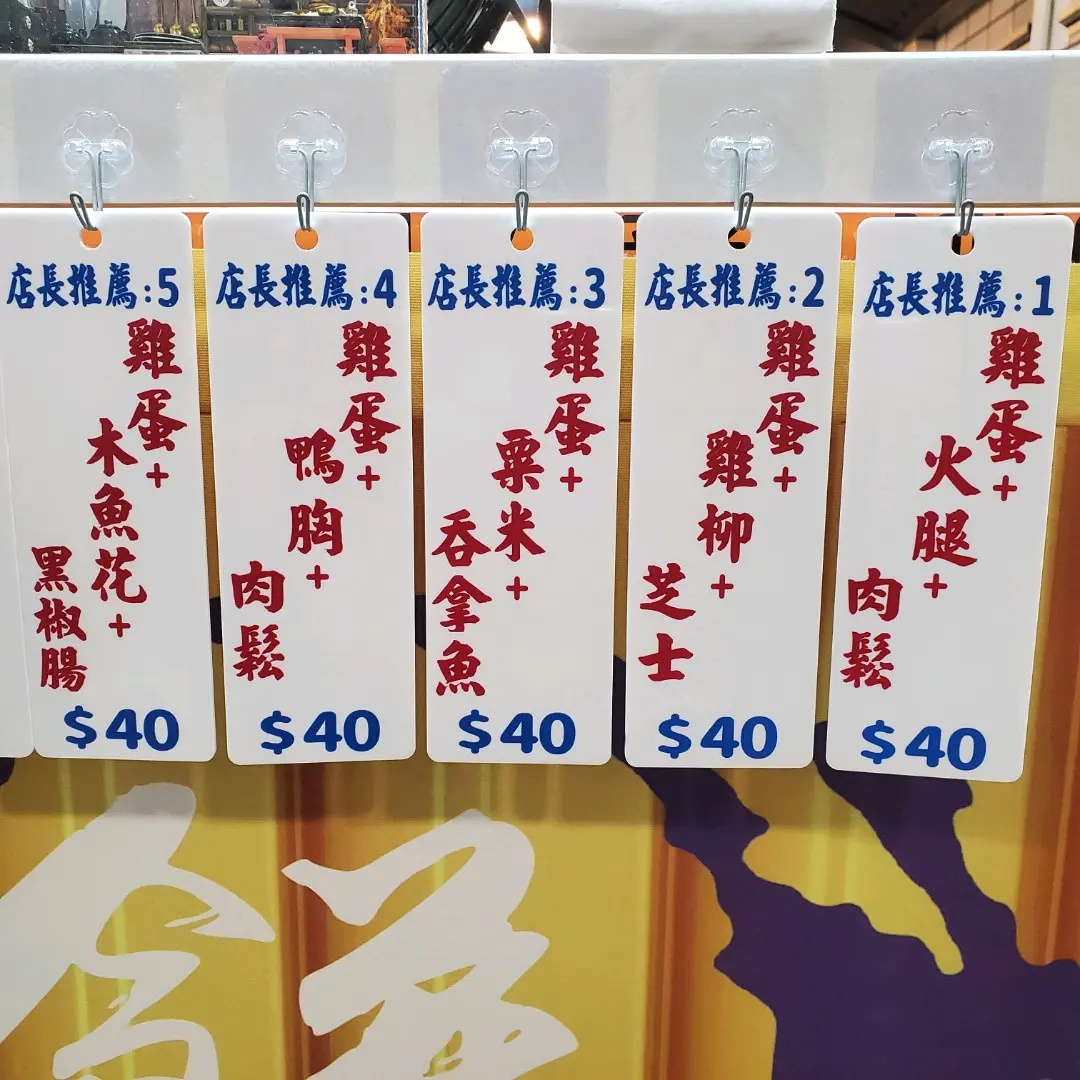 店長推薦:1
雞蛋+
火腿+
肉鬆
$40
店長推薦:2
雞蛋+
雞柳+
芝士
$40
店長推薦:3
雞蛋+
粟米+
吞拿魚
$40
店長推薦:4
雞蛋+
鴨胸+
肉鬆
$40
店長推薦:5
雞蛋+
木魚花+
黑椒腸
$40